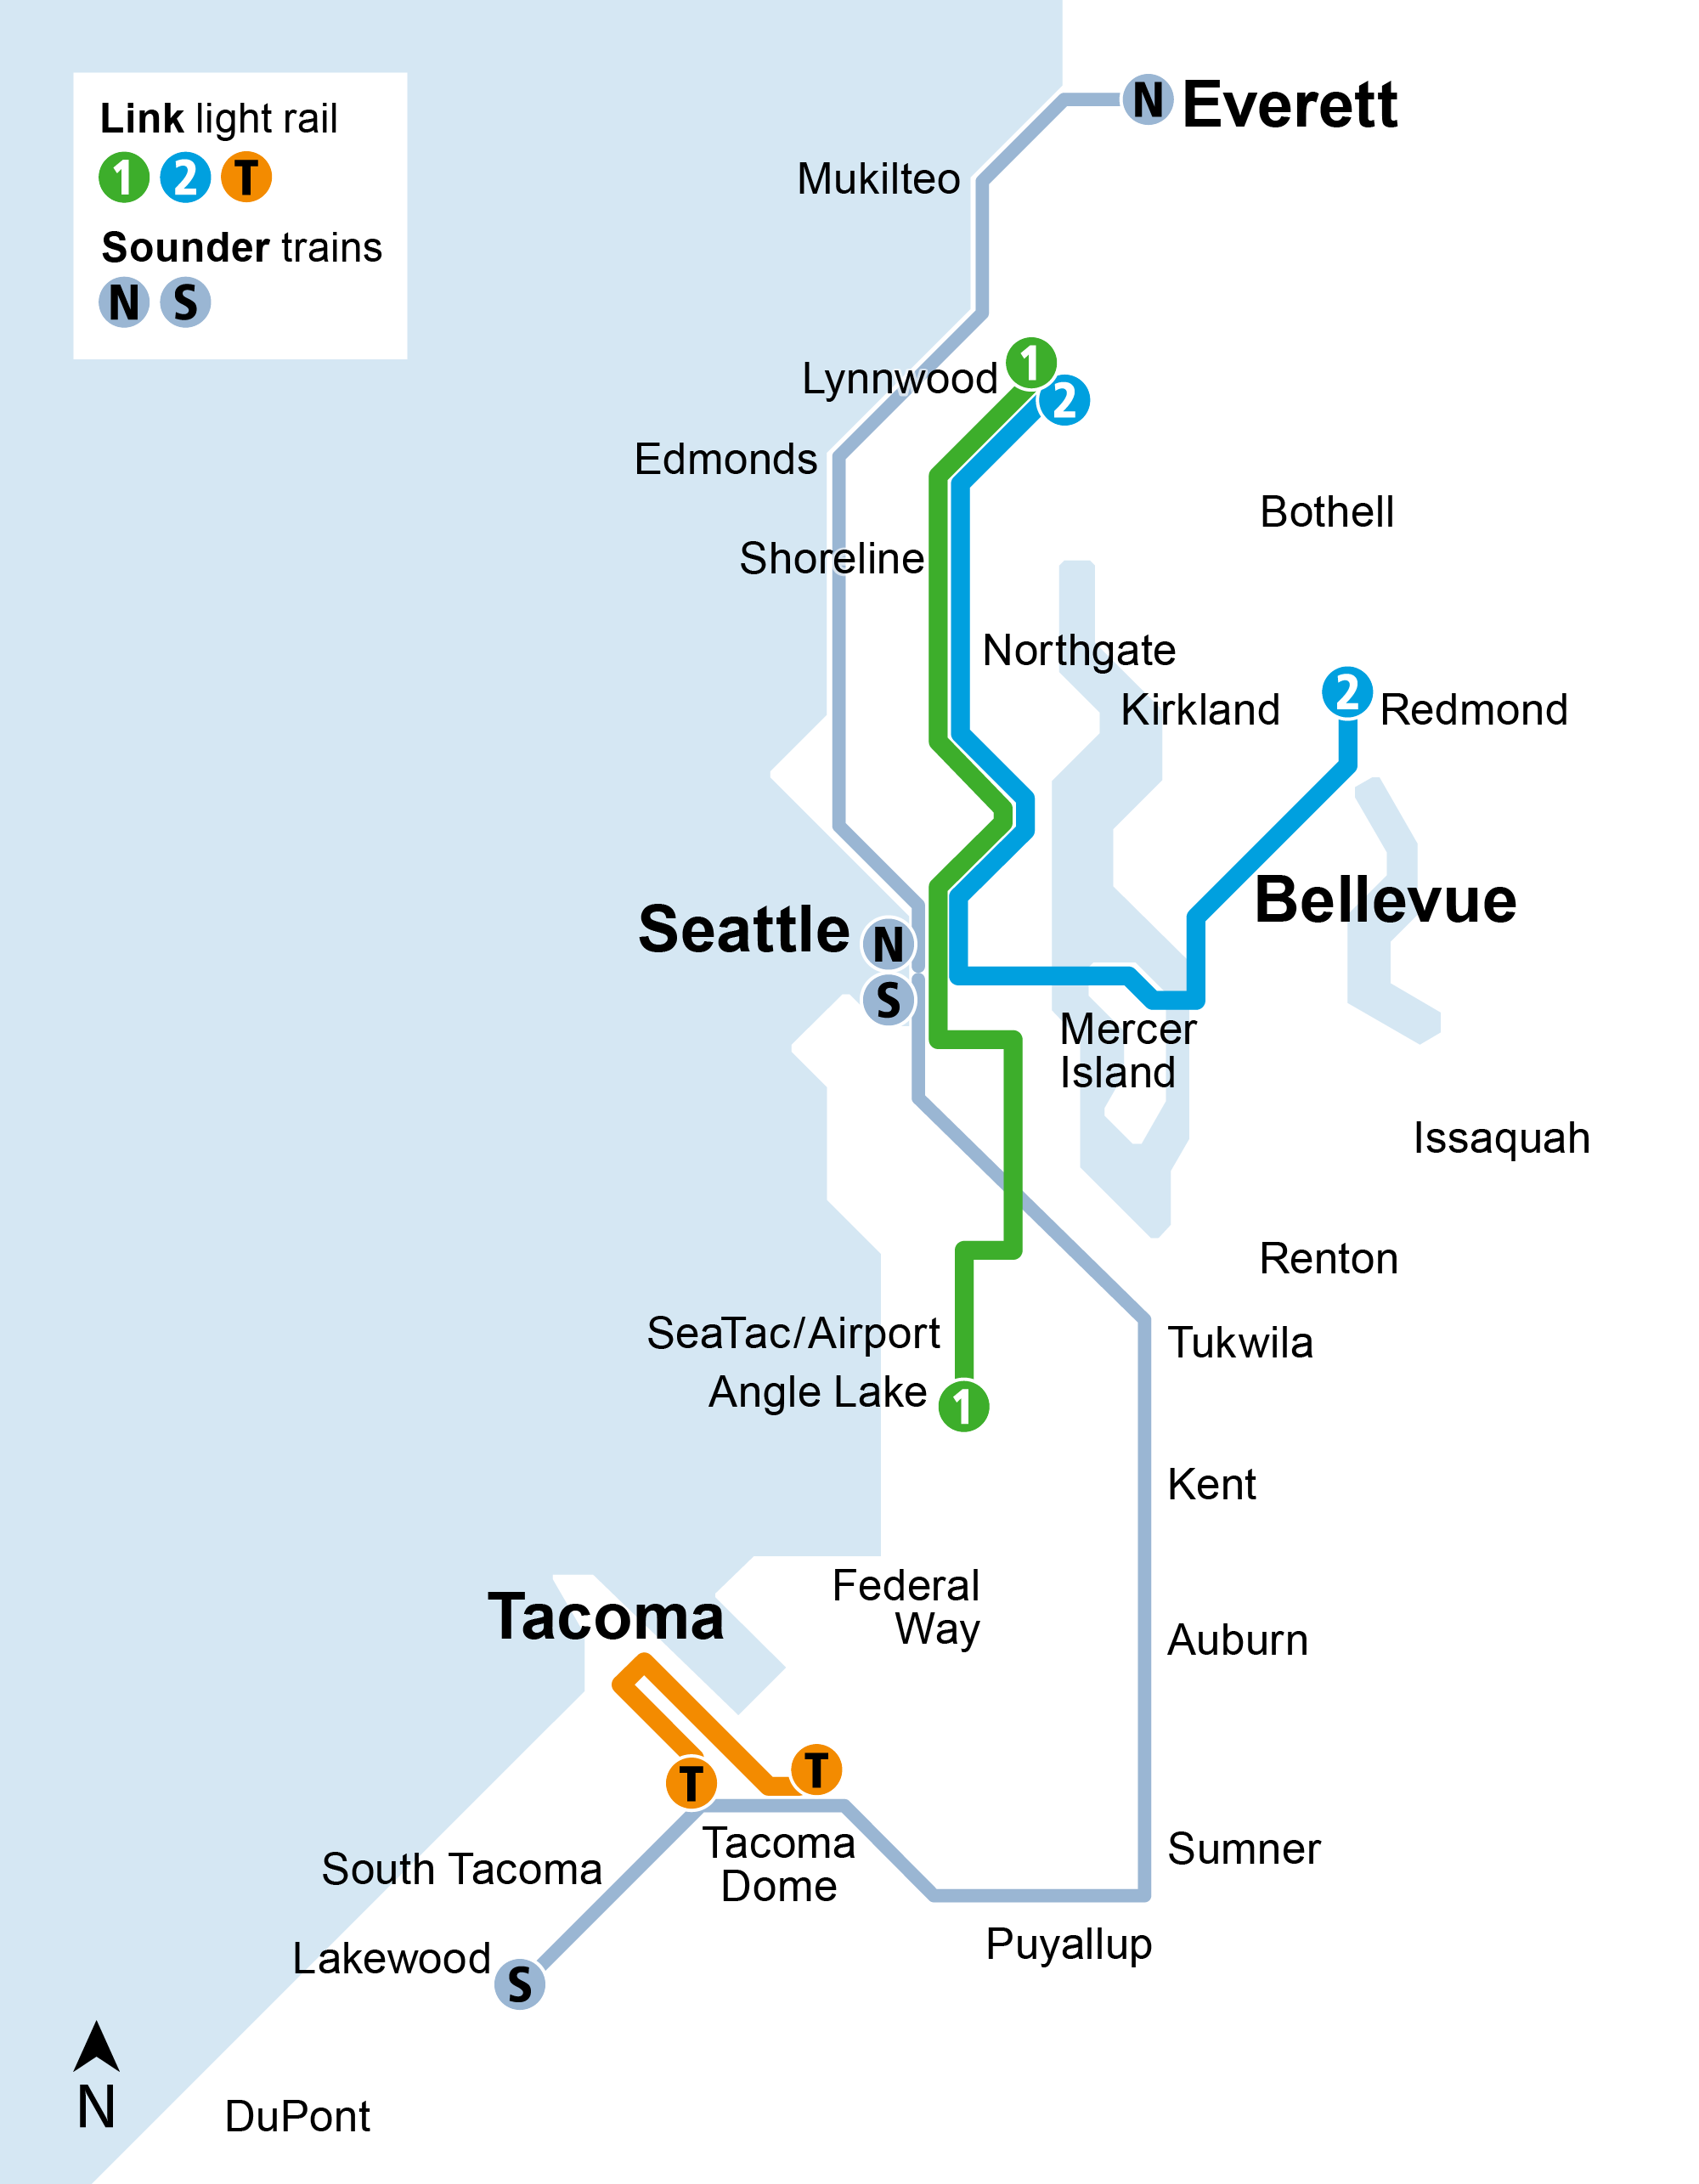 Link light rail
1 2 T
Sounder trains
N S
N Everett
Mukilteo
1
Lynnwood
2
Edmonds
Bothell
Shoreline
Northgate
2
Kirkland
Redmond
Bellevue
Seattle
N
S
Mercer
Island
Issaquah
Renton
SeaTac/Airport
Tukwila
Angle Lake
1
Kent
Federal
Way
Tacoma
Auburn
T
T
Tacoma
Dome
Sumner
South Tacoma
Puyallup
Lakewood
S
N
DuPont